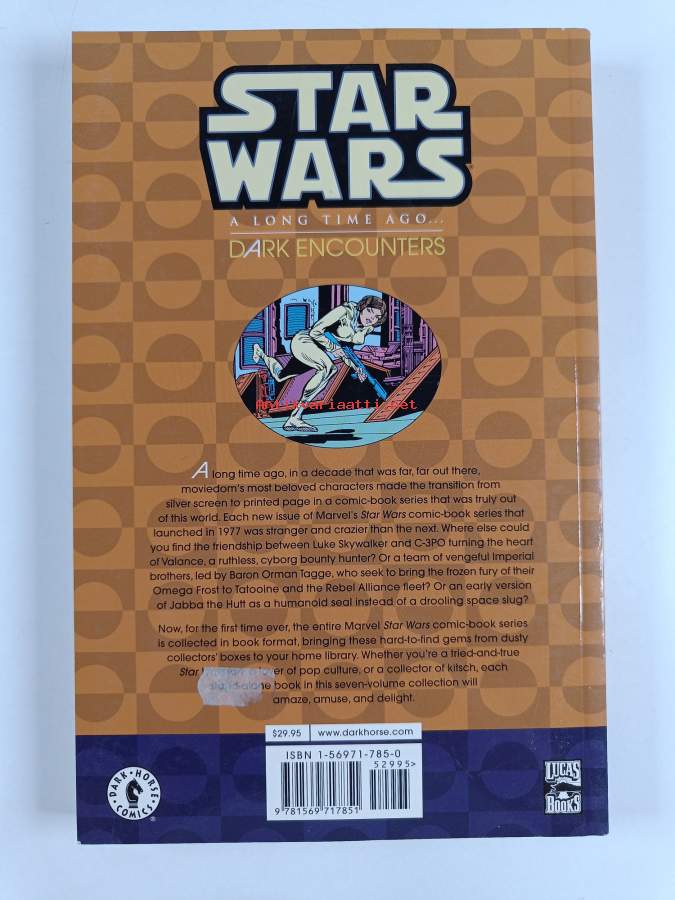 STAR
WARS
A LONG TIME AGO...
DARK ENCOUNTERS
Antikvariaatti.net
A long time ago, in a decade that was far, far out there,
moviedom's most beloved characters made the transition from
silver screen to printed page in a comic-book series that was truly out
of this world. Each new issue of Marvel's Star Wars comic-book series that
launched in 1977 was stranger and crazier than the next. Where else could
you find the friendship between Luke Skywalker and C-3PO turning the heart
of Valance, a ruthless, cyborg bounty hunter? Or a team of vengeful Imperial
brothers, led by Baron Orman Tagge, who seek to bring the frozen fury of their
Omega Frost to Tatooine and the Rebel Alliance fleet? Or an early version
of Jabba the Hutt as a humanoid seal instead of a drooling space slug?
Now, for the first time ever, the entire Marvel Star Wars comic-book series
is collected in book format, bringing these hard-to-find gems from dusty
collectors' boxes to your home library. Whether you're a tried-and-true
Star of pop culture, or a collector of kitsch, each
book in this seven-volume collection will
amaze, amuse, and delight.
$29.95 www.darkhorse.com
ISBN 1-56971-785-0
52995>
9 781569 717851
DARK HORSE COMICS
LUCAS
BOOKS